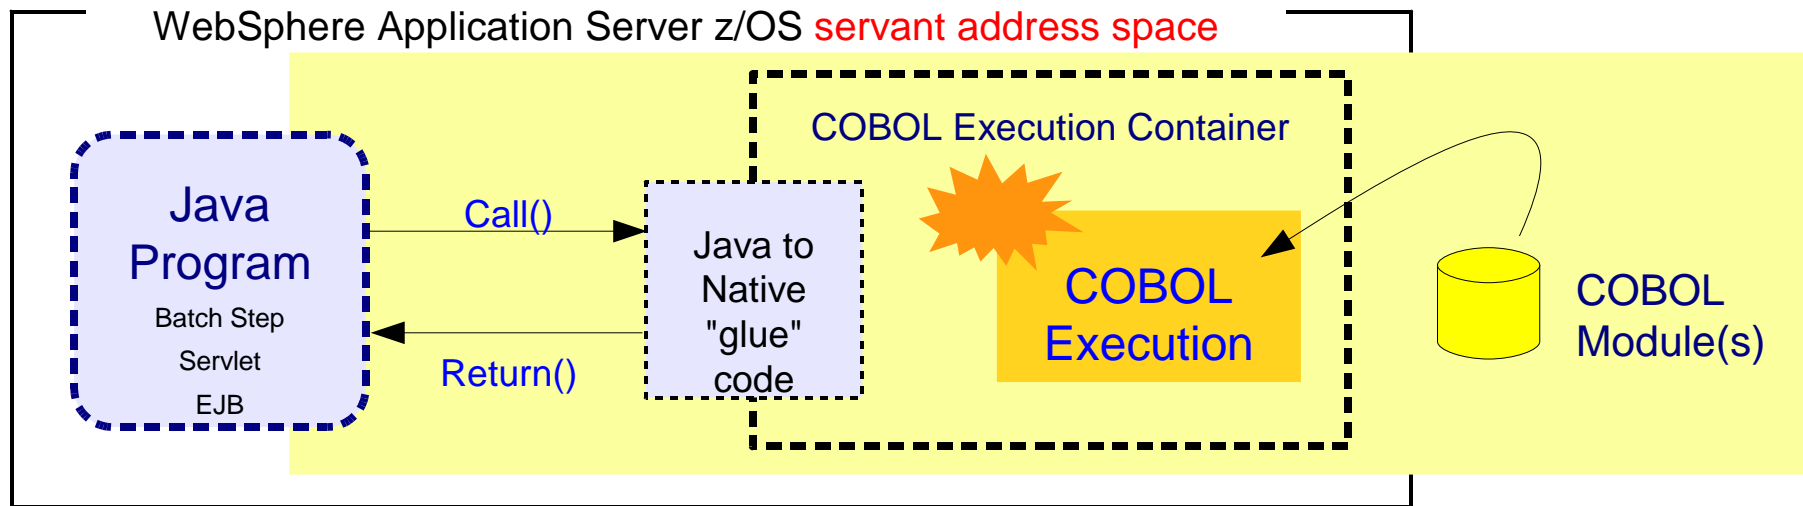 WebSphere Application Server z/OS servant address space
COBOL Execution Container
Java
Program
Batch Step
Servlet
EJB
Call()
Return()
Java to
Native
"glue"
code
COBOL
Execution
COBOL
Module(s)